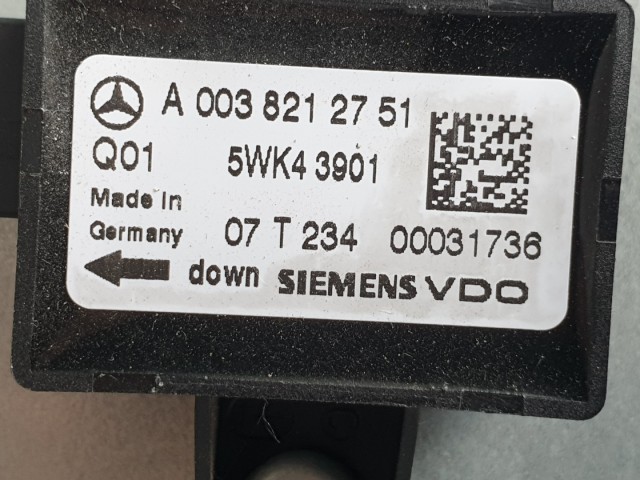 A 003 821 27 51
Q01 5WK4 3901
Made in
Germany 07 T 234 00031736
down SIEMENS VDO